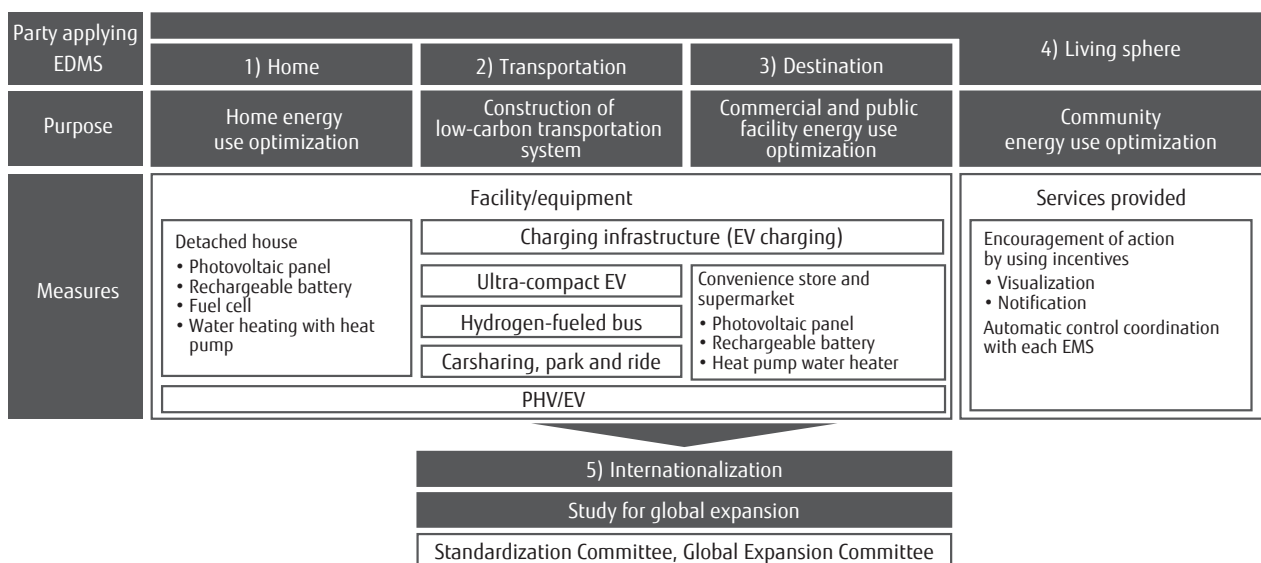 Party applying
EDMS
1) Home
2) Transportation
3) Destination
4) Living sphere
Purpose
Home energy
use optimization
Construction of
low-carbon transportation
system
Commercial and public
facility energy use
optimization
Community
energy use optimization
Measures
Facility/equipment
Detached house
• Photovoltaic panel
• Rechargeable battery
• Fuel cell
• Water heating with heat
pump
Charging infrastructure (EV charging)
Ultra-compact EV
Hydrogen-fueled bus
Carsharing, park and ride
Convenience store and
supermarket
• Photovoltaic panel
• Rechargeable battery
• Heat pump water heater
PHV/EV
Services provided
Encouragement of action
by using incentives
• Visualization
• Notification
Automatic control coordination
with each EMS
5) Internationalization
Study for global expansion
Standardization Committee, Global Expansion Committee